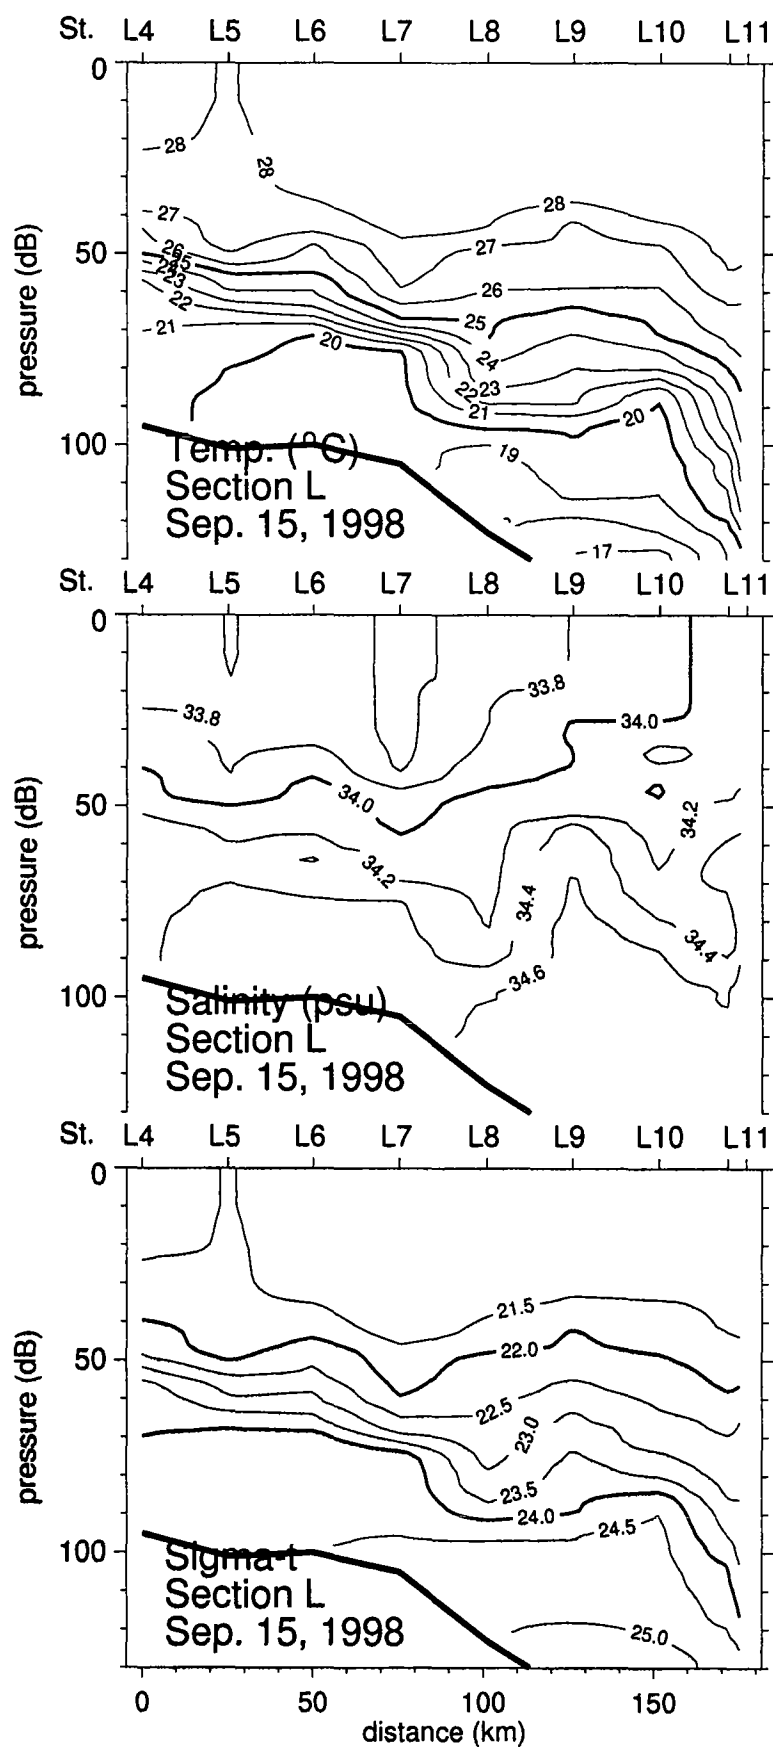 St. L4 L5 L6 L7 L8 L9 L10 L11
0
50
100
pressure (dB)
28
28
28
27
27
26
26
25
25
24
24
23
23
22
22
21
21
20
20
19
17
Temp. (°C)
Section L
Sep. 15, 1998
St. L4 L5 L6 L7 L8 L9 L10 L11
0
50
100
pressure (dB)
33.8
33.8
34.0
34.0
34.2
34.2
34.4
34.4
34.6
Salinity (psu)
Section L
Sep. 15, 1998
St. L4 L5 L6 L7 L8 L9 L10 L11
0
50
100
pressure (dB)
21.5
22.0
22.5
23.0
23.5
24.0
24.5
25.0
Sigma-t
Section L
Sep. 15, 1998
0 50 100 150
distance (km)